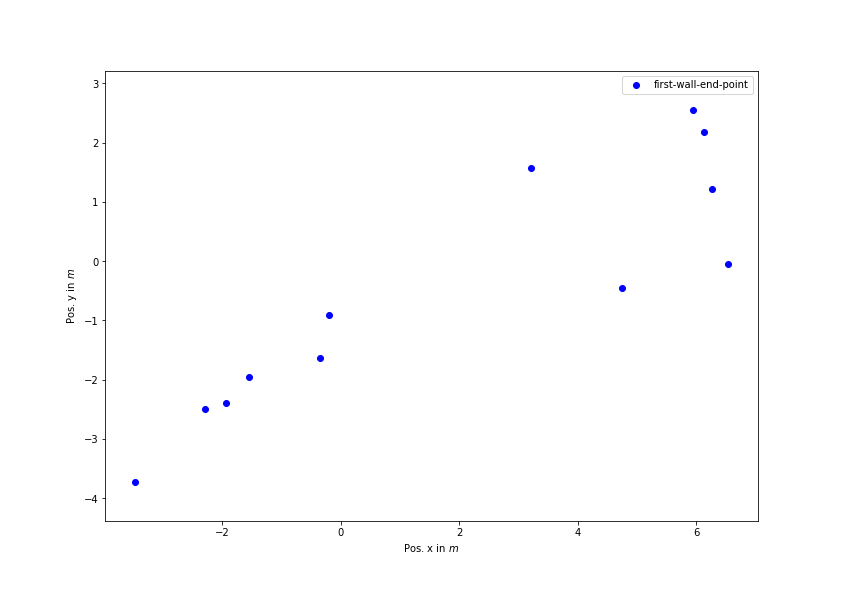 first-wall-end-point
3
2
1
0
−1
−2
−3
−4
Pos. y in m
−2 0 2 4 6
Pos. x in m